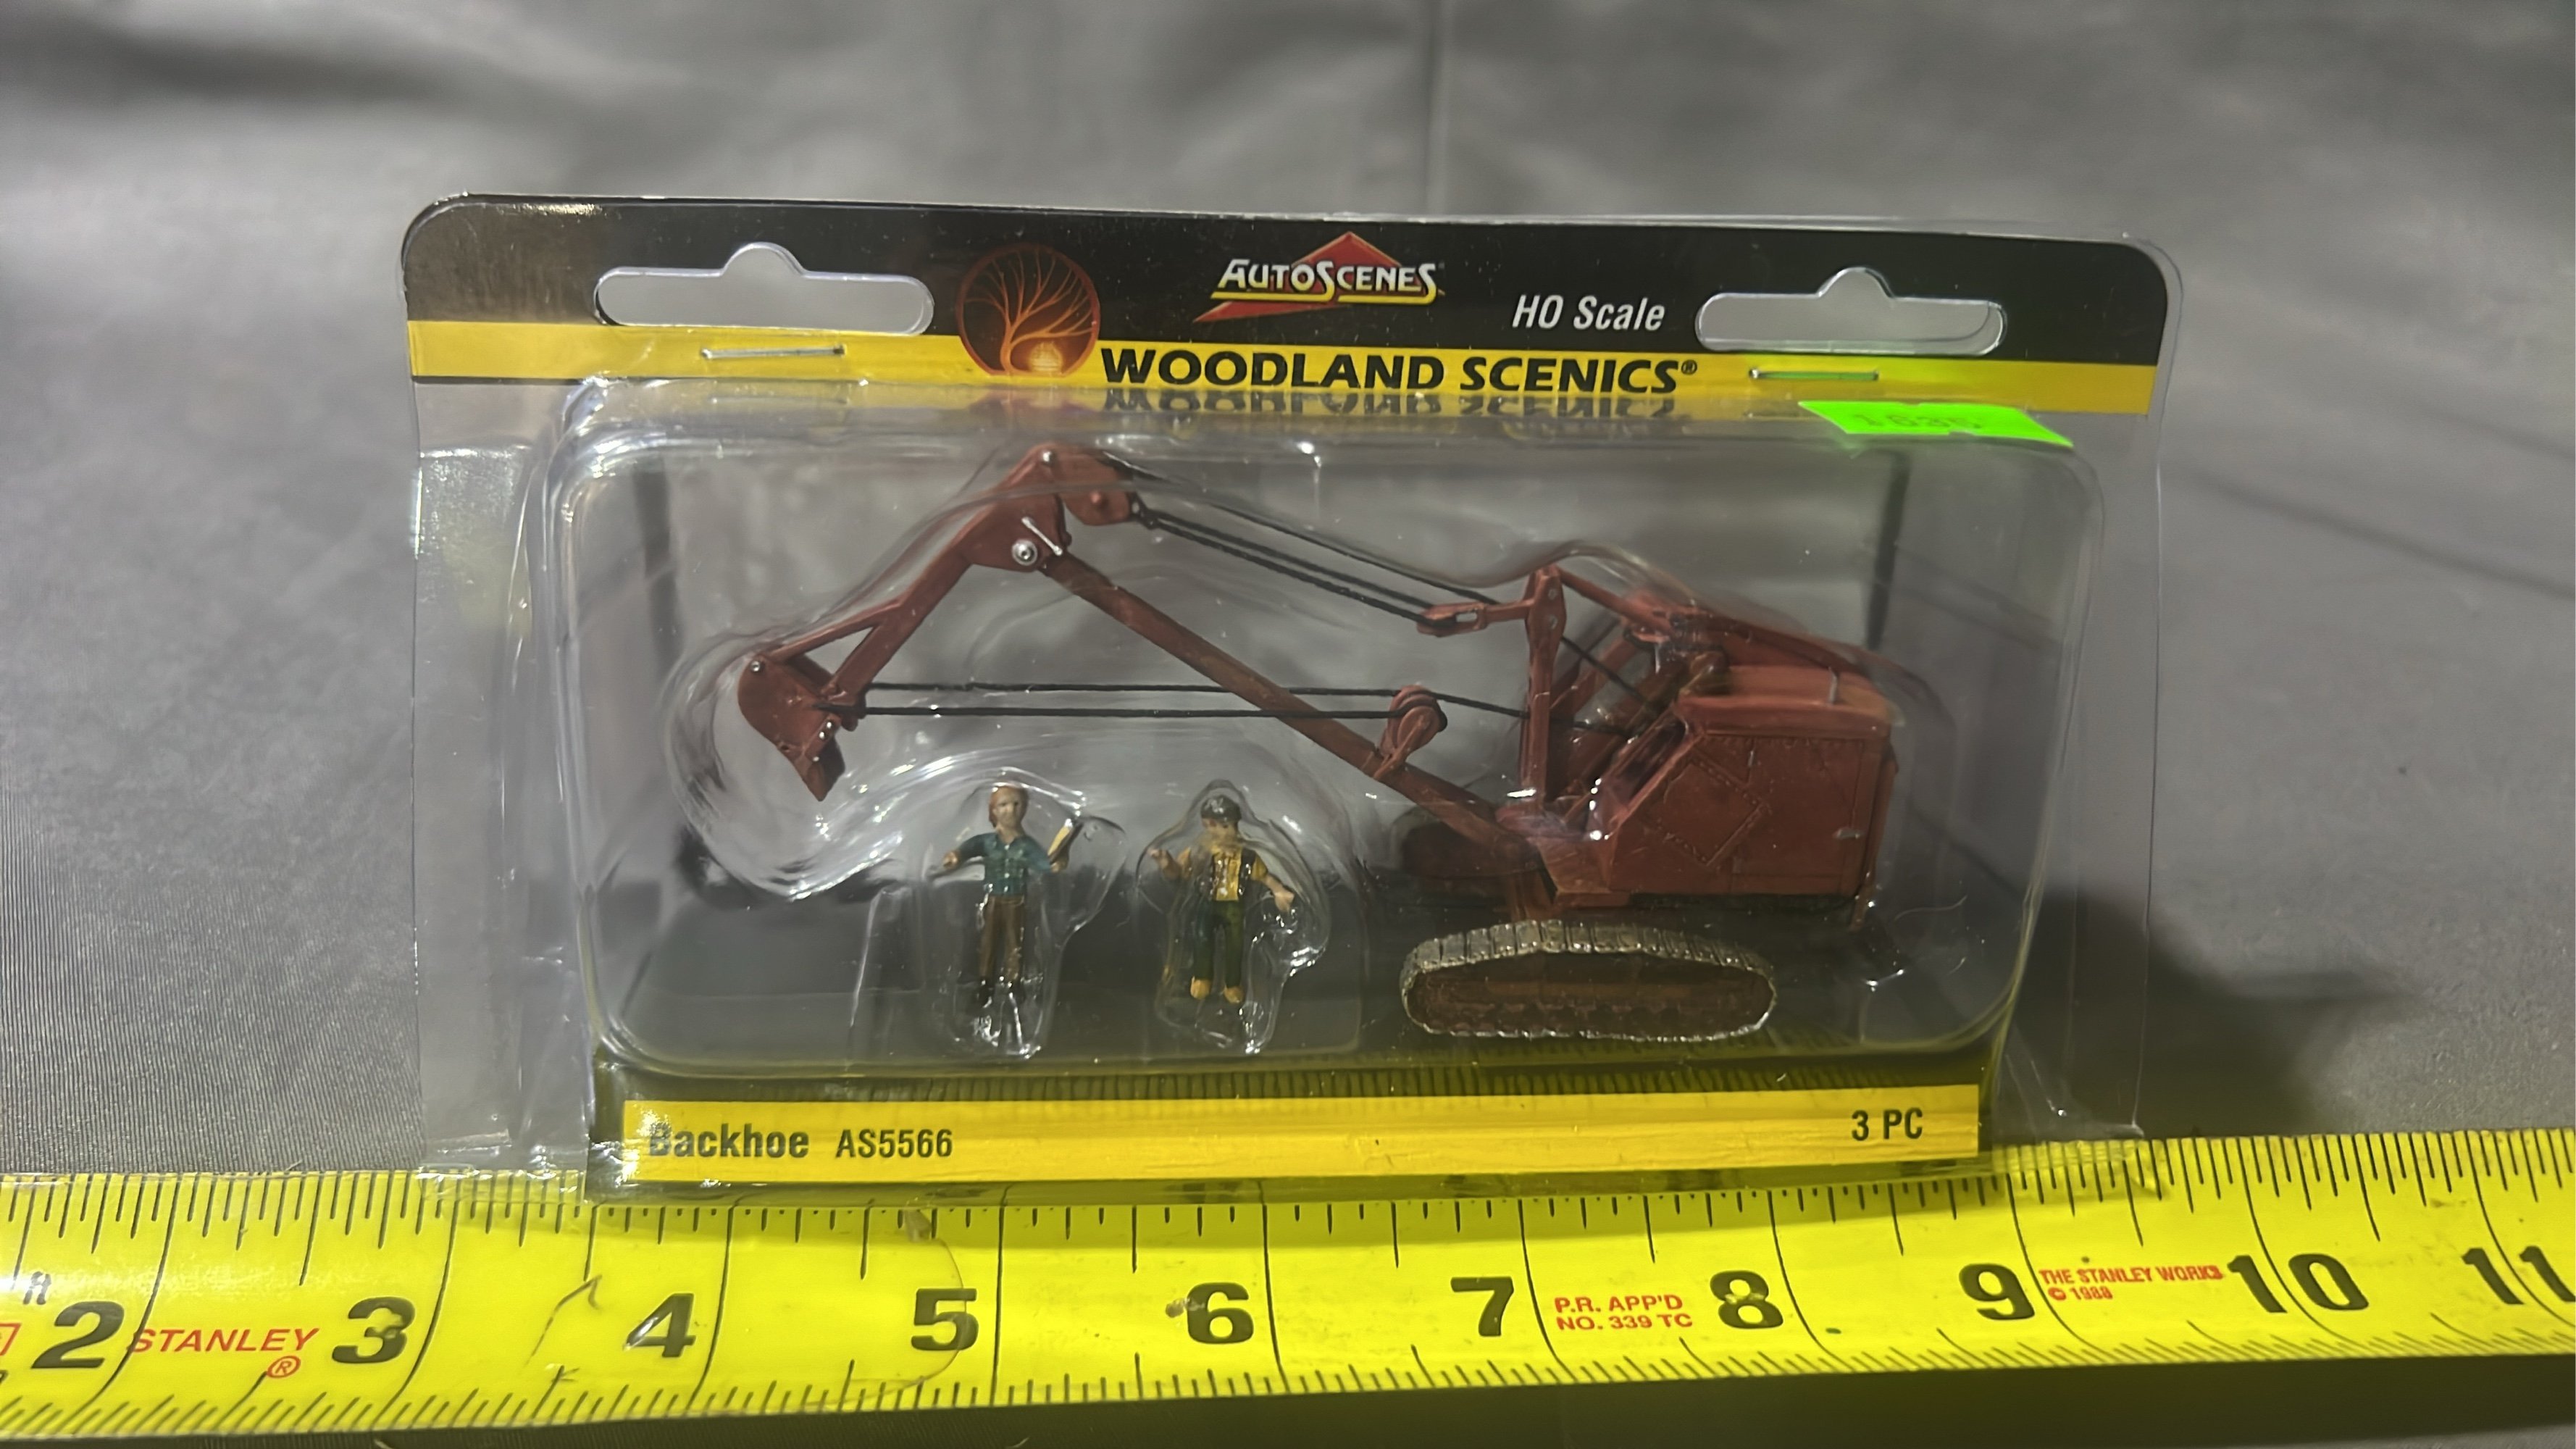 AUTOSCENES
HO Scale
WOODLAND SCENICS®
Backhoe AS5566
3 PC
2 STANLEY® 3 4 5 6 7 P.R. APP'D 8 9 THE STANLEY WORKS 10 11
NO. 339 TC
© 1988